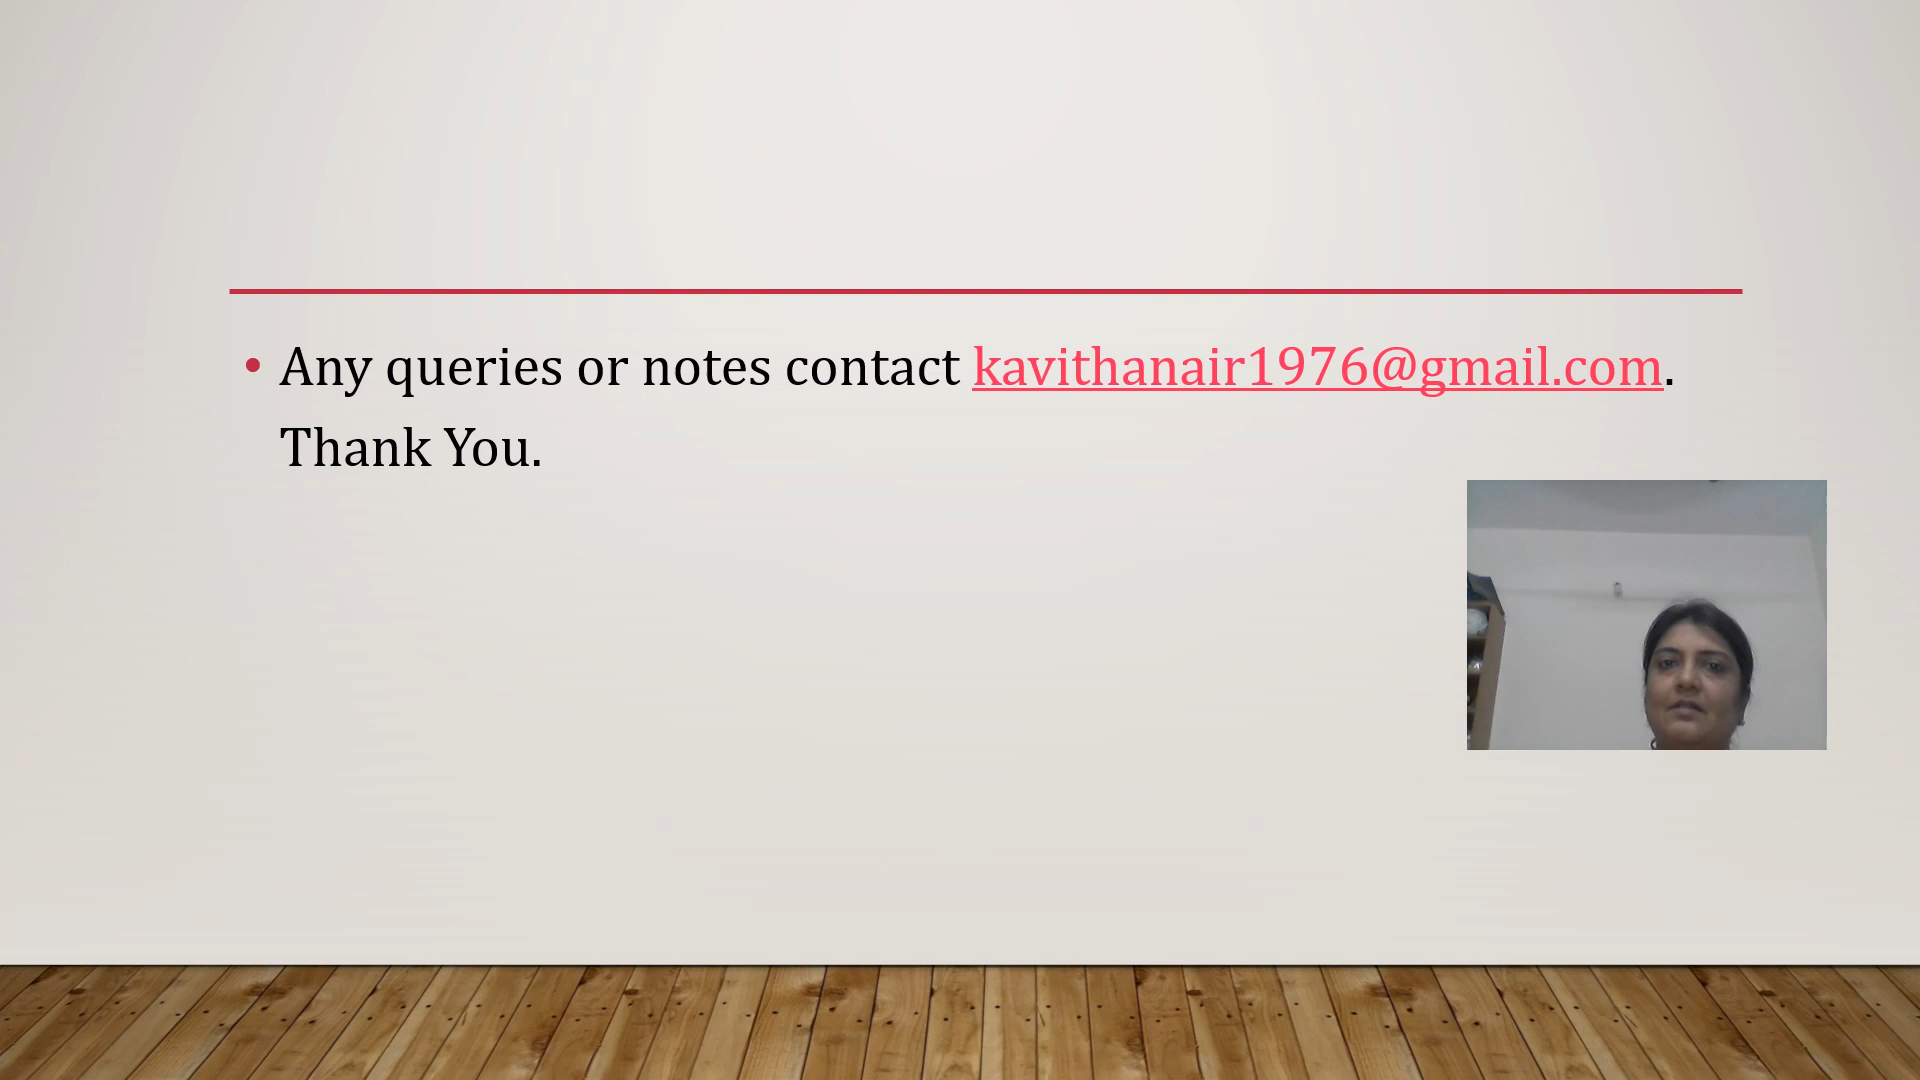 • Any queries or notes contact kavithanair1976@gmail.com.
Thank You.